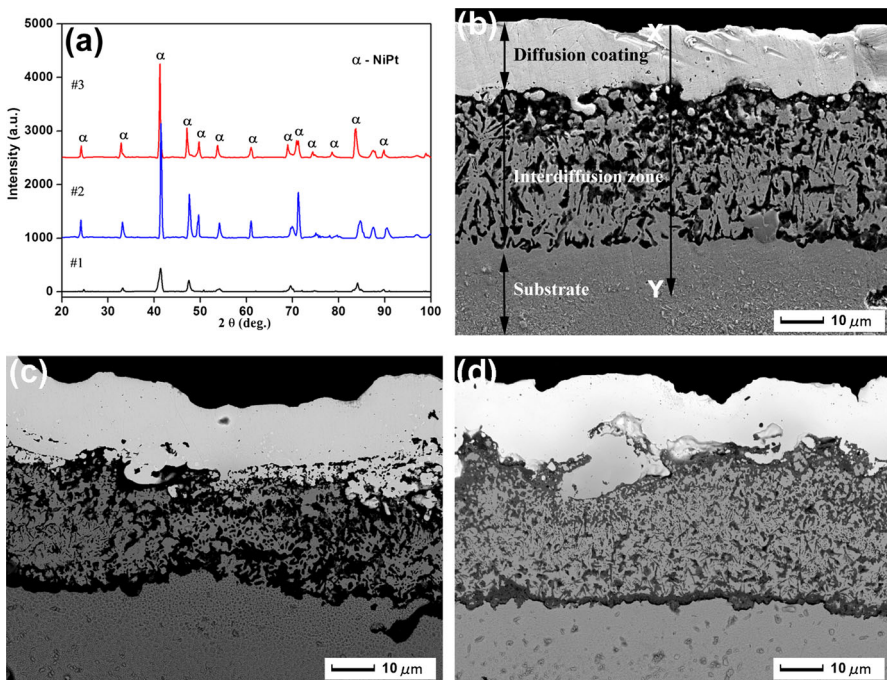 (a)
α
α - NiPt
#3
α
α
α
α
α
α
α
α
α
α
α
α
#2
#1
Intensity (a.u.)
5000
4000
3000
2000
1000
0
20 30 40 50 60 70 80 90 100
2 θ (deg.)
(b)
X
Diffusion coating
Interdiffusion zone
Y
Substrate
10 μm
(c)
10 μm
(d)
10 μm